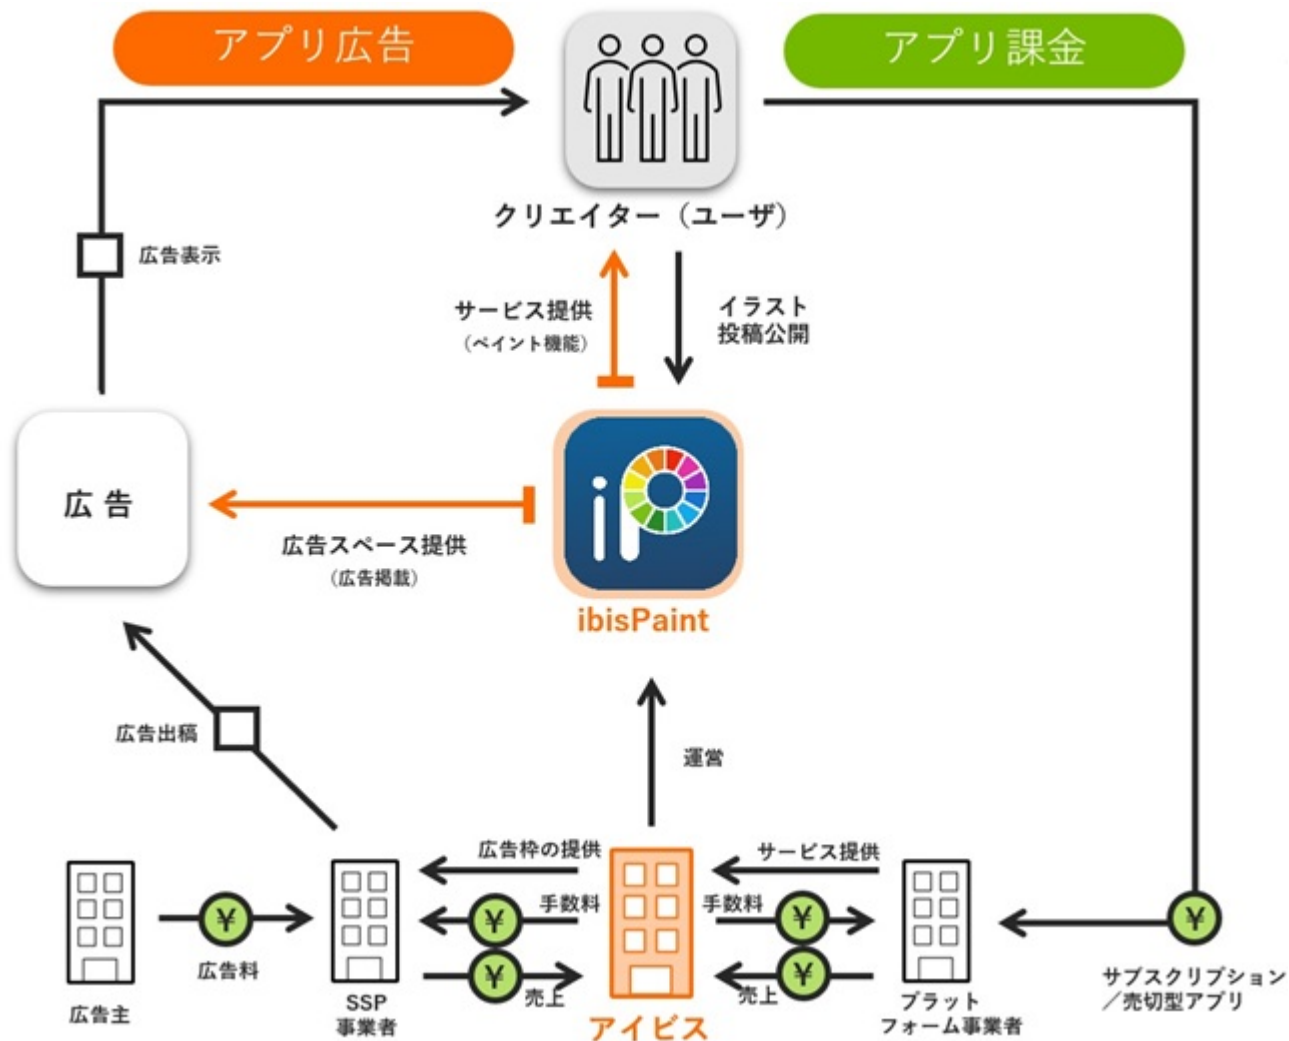 アプリ広告
アプリ課金
クリエイター（ユーザ）
広告表示
サービス提供
（ペイント機能）
イラスト
投稿公開
広 告
iP
広告スペース提供
（広告掲載）
ibisPaint
広告出稿
運営
広告枠の提供
サービス提供
手数料
手数料
¥
¥
¥
¥
広告料
¥
¥
売上
売上
広告主
SSP
事業者
アイビス
プラット
フォーム事業者
サブスクリプション
／売切型アプリ